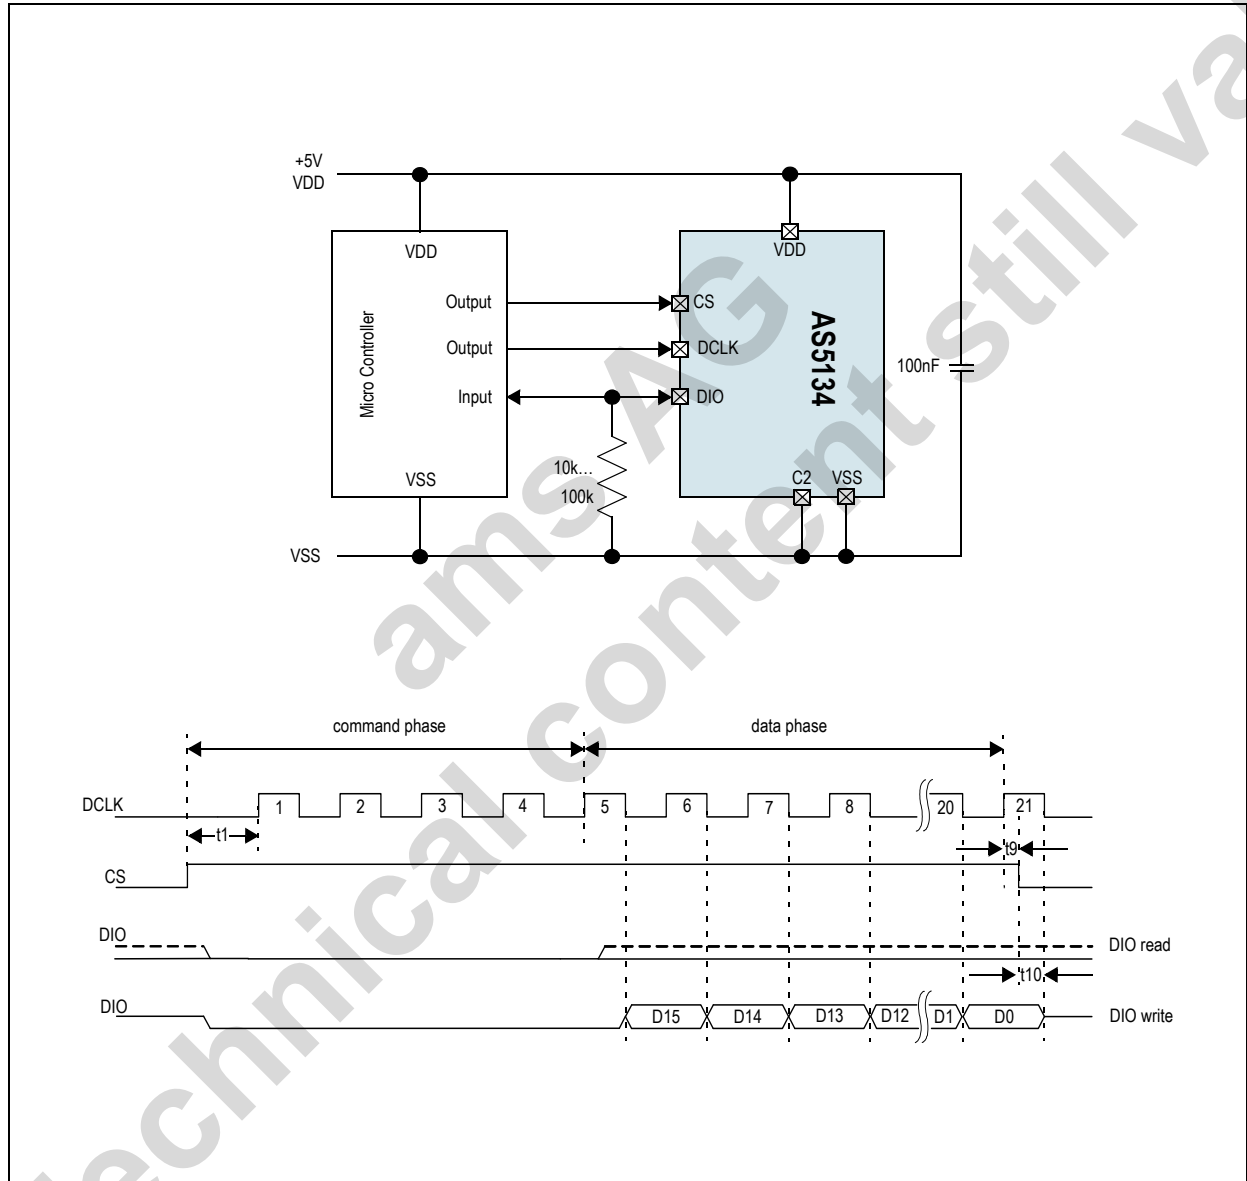 +5V
VDD
VDD
VDD
Output
CS
Output
DCLK
Input
DIO
Micro Controller
AS5134
100nF
10k...
100k
VSS
C2
VSS
VSS
ams AG
technical content still va
command phase
data phase
DCLK
1
2
3
4
5
6
7
8
20
21
t1
t9
CS
DIO
DIO read
t10
DIO
D15
D14
D13
D12
D1
D0
DIO write